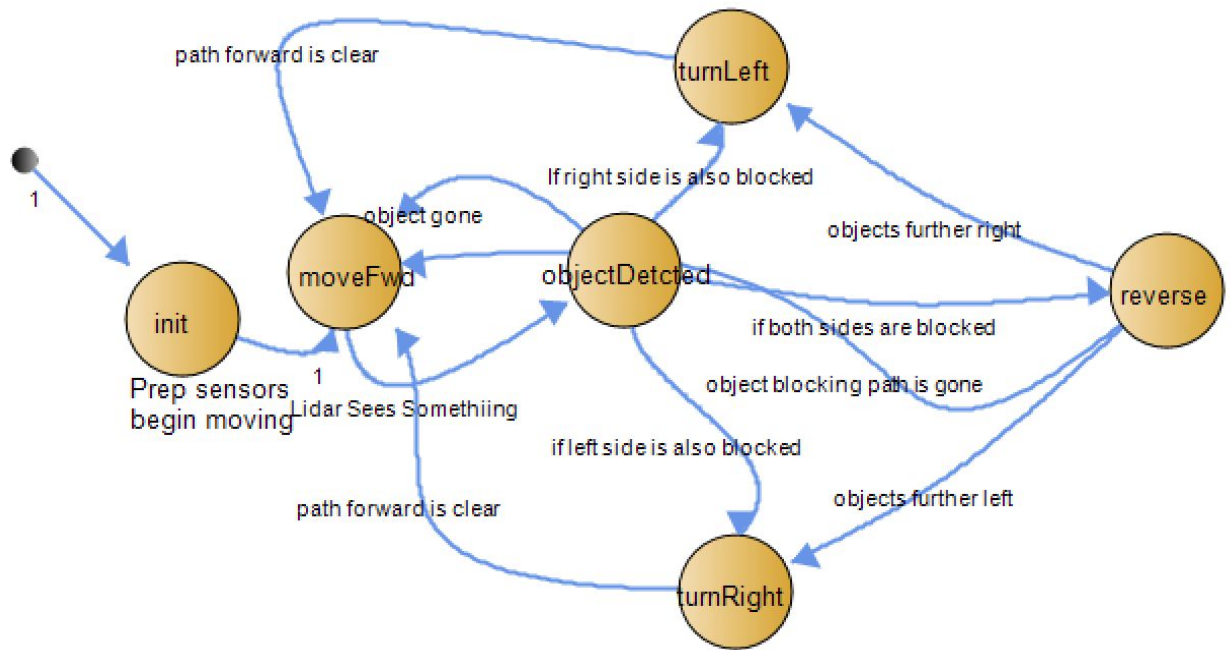 path forward is clear
turnLeft
1
If right side is also blocked
object gone
objects further right
moveFwd
objectDetcted
reverse
init
if both sides are blocked
1
Prep sensors
begin moving
object blocking path is gone
Lidar Sees Somethiing
if left side is also blocked
path forward is clear
objects further left
turnRight